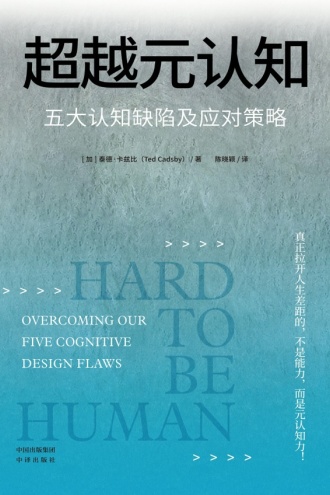 超越元认知
五大认知缺陷及应对策略
[加] 泰德·卡兹比（Ted Cadsby）/ 著 陈晓颖 / 译
> > > >
HARD
> > > >
OVERCOMING OUR
TO
FIVE COGNITIVE
BE
DESIGN FLAWS
> > > >
HUMAN
真正拉开人生差距的，不是能力，而是元认知力！
中国出版集团
中译出版社
> > > >